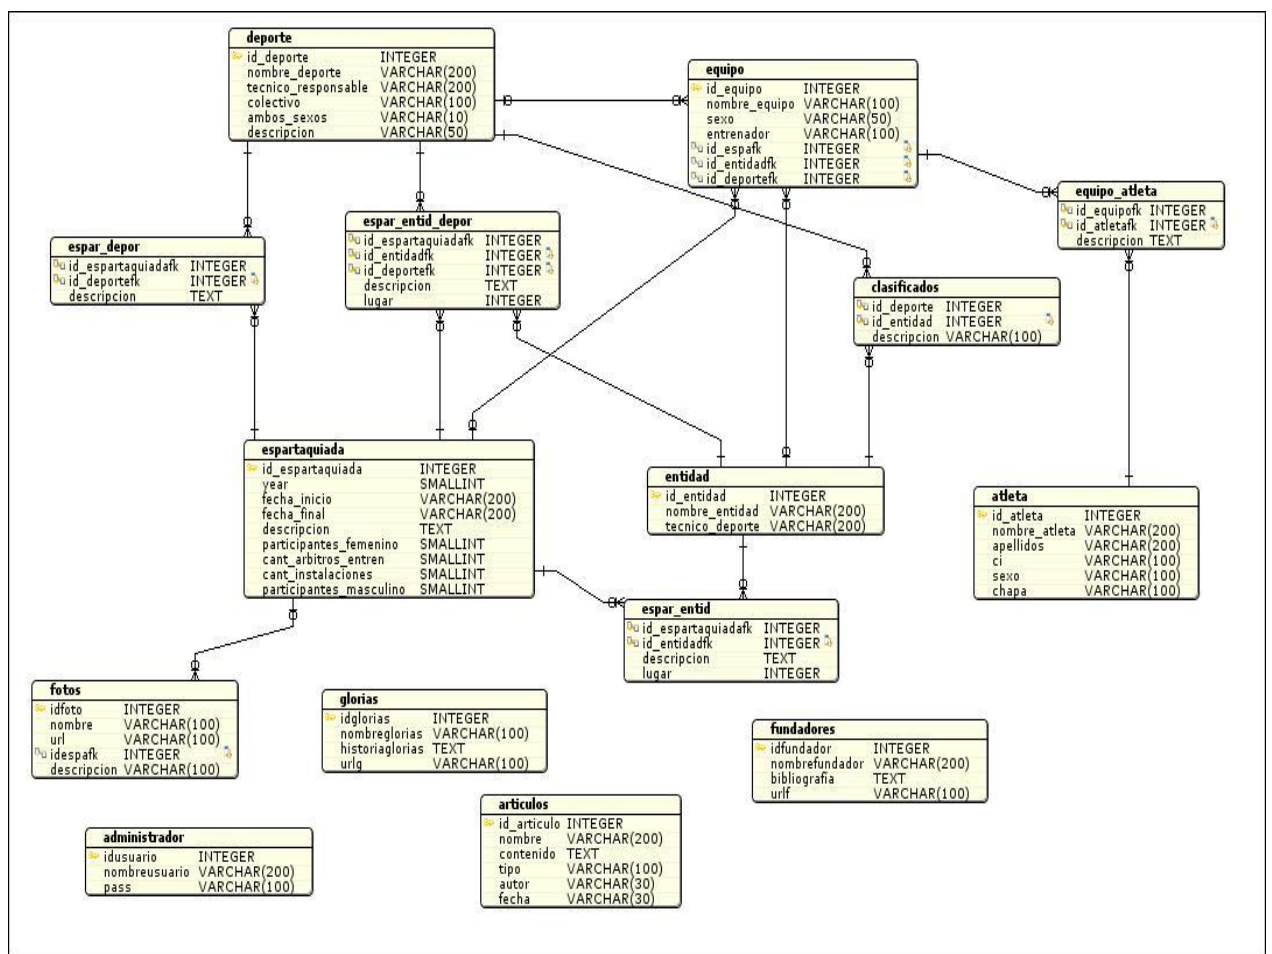 deporte
id_deporte INTEGER
nombre_deporte VARCHAR(200)
tecnico_responsable VARCHAR(200)
colectivo VARCHAR(100)
ambos_sexos VARCHAR(10)
descripcion VARCHAR(50)
equipo
id_equipo INTEGER
nombre_equipo VARCHAR(100)
sexo VARCHAR(50)
entrenador VARCHAR(100)
id_espafk INTEGER
id_entidadfk INTEGER
id_deportefk INTEGER
equipo_atleta
id_equipofk INTEGER
id_atletafk INTEGER
descripcion TEXT
espar_entid_depor
id_espartaquiadafk INTEGER
id_entidadfk INTEGER
id_deportefk INTEGER
descripcion TEXT
lugar INTEGER
espar_depor
id_espartaquiadafk INTEGER
id_deportefk INTEGER
descripcion TEXT
clasificados
id_deporte INTEGER
id_entidad INTEGER
descripcion VARCHAR(100)
espartaquiada
id_espartaquiada INTEGER
year SMALLINT
fecha_inicio VARCHAR(200)
fecha_final VARCHAR(200)
descripcion TEXT
participantes_femenino SMALLINT
cant_arbitros_entren SMALLINT
cant_instalaciones SMALLINT
participantes_masculino SMALLINT
entidad
id_entidad INTEGER
nombre_entidad VARCHAR(200)
tecnico_deporte VARCHAR(200)
atleta
id_atleta INTEGER
nombre_atleta VARCHAR(200)
apellidos VARCHAR(200)
ci VARCHAR(100)
sexo VARCHAR(100)
chapa VARCHAR(100)
espar_entid
id_espartaquiadafk INTEGER
id_entidadfk INTEGER
descripcion TEXT
lugar INTEGER
fotos
idfoto INTEGER
nombre VARCHAR(100)
url VARCHAR(100)
idespafk INTEGER
descripcion VARCHAR(100)
glorias
idglorias INTEGER
nombreglorias VARCHAR(100)
historiaglorias TEXT
urlg VARCHAR(100)
fundadores
idfundador INTEGER
nombrefundador VARCHAR(200)
bibliografía TEXT
urlf VARCHAR(100)
articulos
id_articulo INTEGER
nombre VARCHAR(200)
contenido TEXT
tipo VARCHAR(100)
autor VARCHAR(30)
fecha VARCHAR(30)
administrador
idusuario INTEGER
nombreusuario VARCHAR(200)
pass VARCHAR(100)